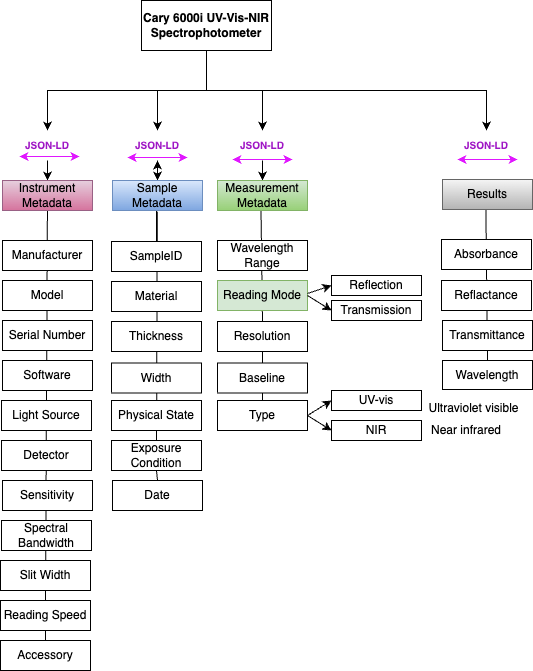 Cary 6000i UV-Vis-NIR
Spectrophotometer
JSON-LD
JSON-LD
JSON-LD
JSON-LD
Instrument
Metadata
Manufacturer
Model
Serial Number
Software
Light Source
Detector
Sensitivity
Spectral
Bandwidth
Slit Width
Reading Speed
Accessory
Sample
Metadata
SampleID
Material
Thickness
Width
Physical State
Exposure
Condition
Date
Measurement
Metadata
Wavelength
Range
Reading Mode
Reflection
Transmission
Resolution
Baseline
Type
UV-vis
Ultraviolet visible
NIR
Near infrared
Results
Absorbance
Reflactance
Transmittance
Wavelength